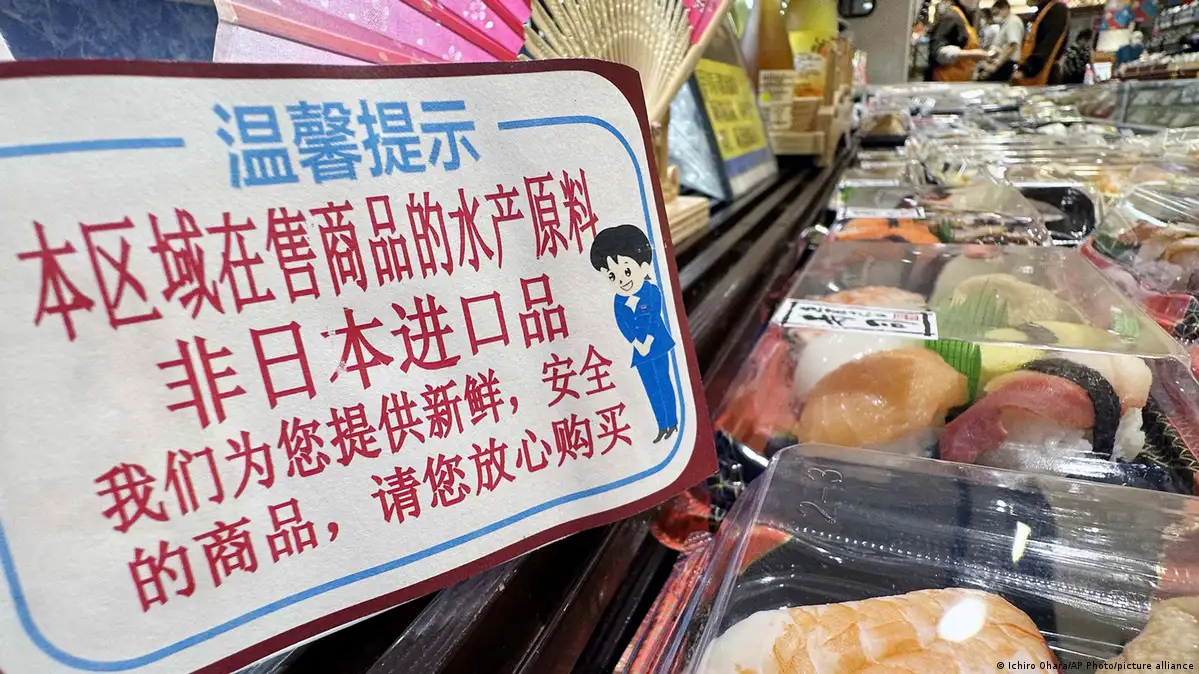 温馨提示
本区域在售商品的水产原料
非日本进口品
我们为您提供新鲜，安全
的商品，请您放心购买
2-3
© Ichiro Ohara/AP Photo/picture alliance